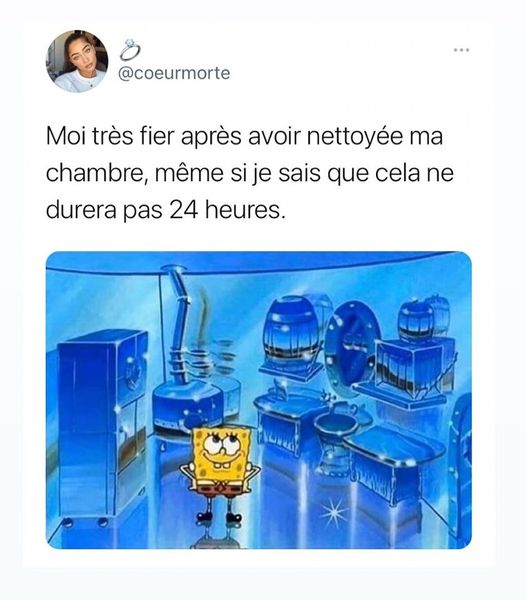 @coeurmorte
Moi très fier après avoir nettoyée ma
chambre, même si je sais que cela ne
durera pas 24 heures.